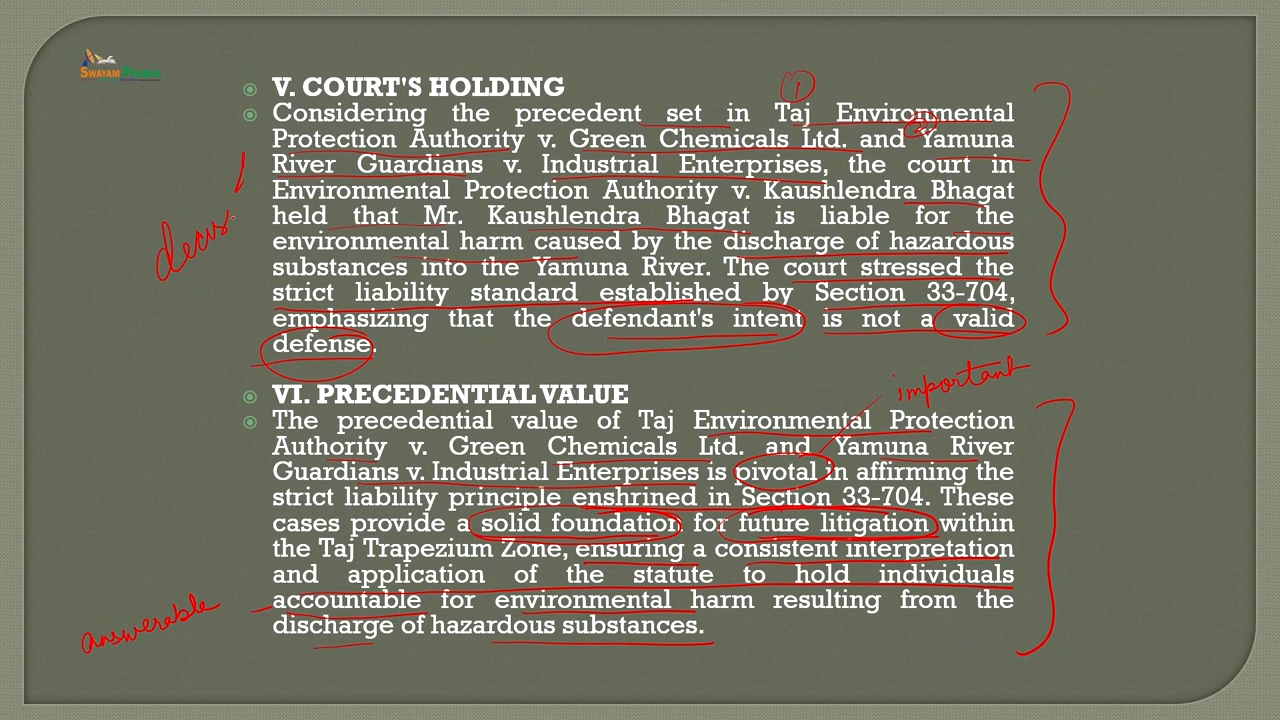 SWAYAM PRABHA
V. COURT'S HOLDING
Considering the precedent set in Taj Environmental
Protection Authority v. Green Chemicals Ltd. and Yamuna
River Guardians v. Industrial Enterprises, the court in
Environmental Protection Authority v. Kaushlendra Bhagat
held that Mr. Kaushlendra Bhagat is liable for the
environmental harm caused by the discharge of hazardous
substances into the Yamuna River. The court stressed the
strict liability standard established by Section 33-704,
emphasizing that the defendant's intent is not a valid
defense.
1
2
decis
VI. PRECEDENTIAL VALUE
The precedential value of Taj Environmental Protection
Authority v. Green Chemicals Ltd. and Yamuna River
Guardians v. Industrial Enterprises is pivotal in affirming the
strict liability principle enshrined in Section 33-704. These
cases provide a solid foundation for future litigation within
the Taj Trapezium Zone, ensuring a consistent interpretation
and application of the statute to hold individuals
accountable for environmental harm resulting from the
discharge of hazardous substances.
important
answerable